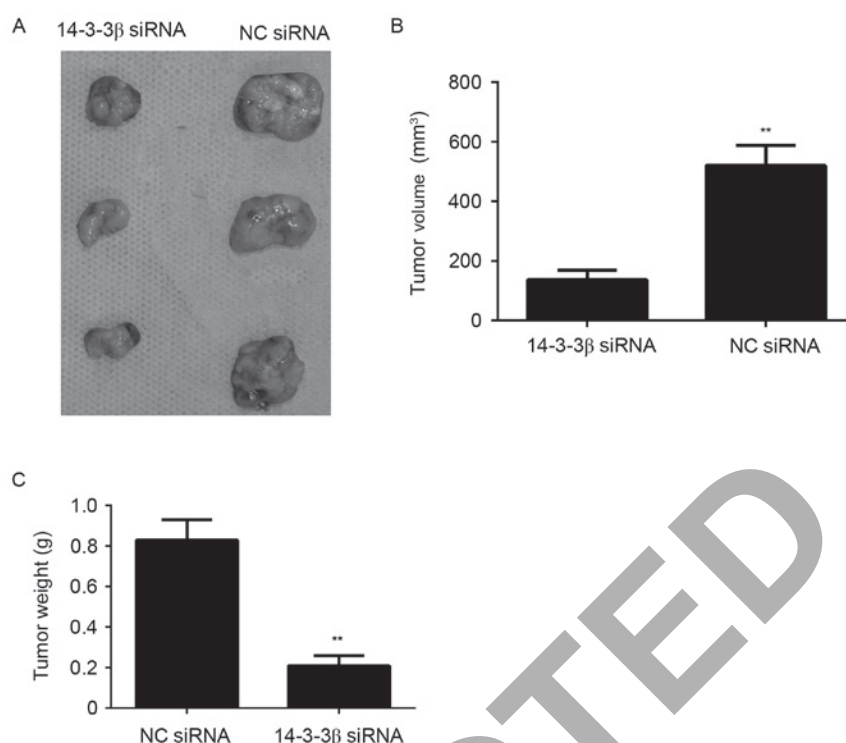 A
14-3-3β siRNA NC siRNA
B
800
600
400
200
0
Tumor volume (mm³)
**
14-3-3β siRNA NC siRNA
C
1.0
0.8
0.6
0.4
0.2
0
Tumor weight (g)
**
NC siRNA 14-3-3β siRNA
TED